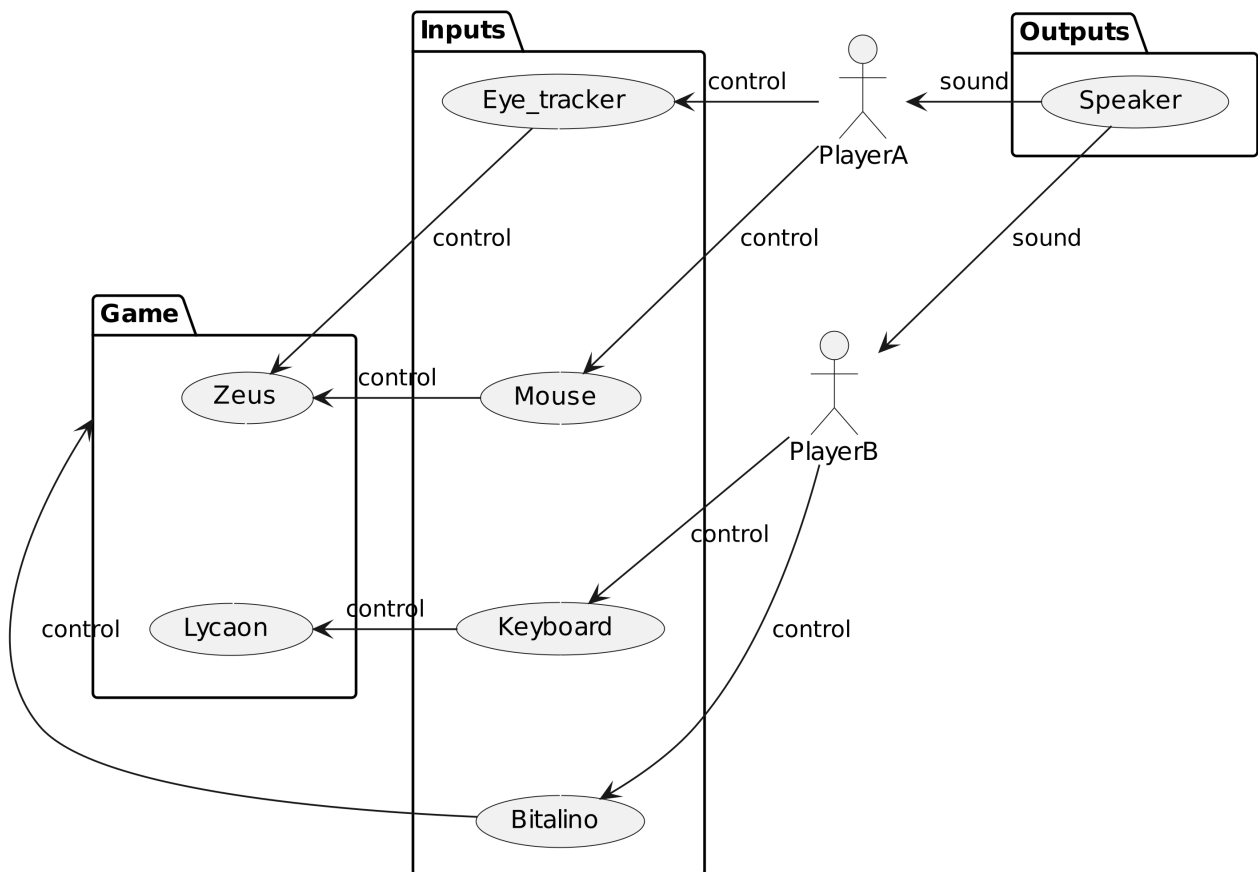 Inputs
Outputs
Eye_tracker
control
PlayerA
sound
Speaker
control
control
sound
Game
Zeus
control
Mouse
PlayerB
control
Lycaon
control
Keyboard
control
control
Bitalino